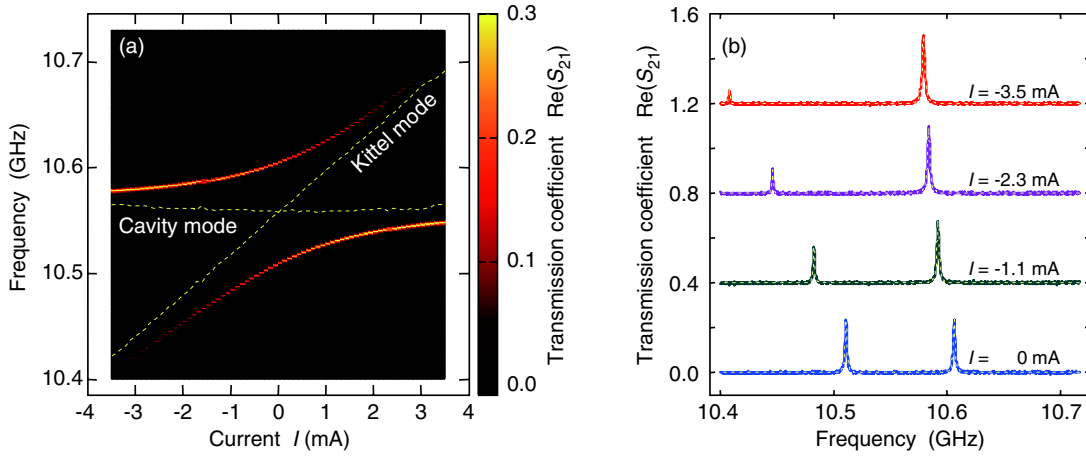 (a)
Frequency (GHz)
10.7
10.6
10.5
10.4
-4 -3 -2 -1 0 1 2 3 4
Current I (mA)
Kittel mode
Cavity mode
0.3
0.2
0.1
0.0
Transmission coefficient Re(S21)
(b)
Transmission coefficient Re(S21)
1.6
1.2
0.8
0.4
0.0
I = -3.5 mA
I = -2.3 mA
I = -1.1 mA
I = 0 mA
10.4 10.5 10.6 10.7
Frequency (GHz)